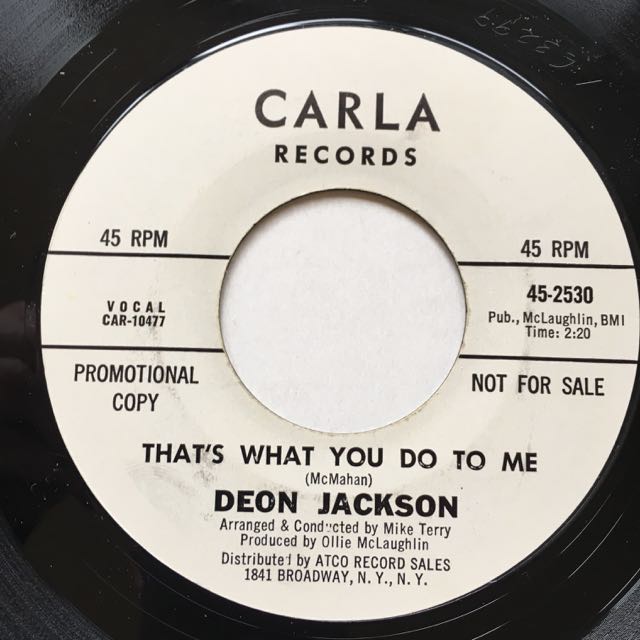 CARLA
RECORDS
45 RPM
45 RPM
VOCAL
CAR-10477
45-2530
Pub., McLaughlin, BMI
Time: 2:20
PROMOTIONAL
COPY
NOT FOR SALE
THAT'S WHAT YOU DO TO ME
(McMahan)
DEON JACKSON
Arranged & Conducted by Mike Terry
Produced by Ollie McLaughlin
Distributed by ATCO RECORD SALES
1841 BROADWAY, N. Y., N. Y.